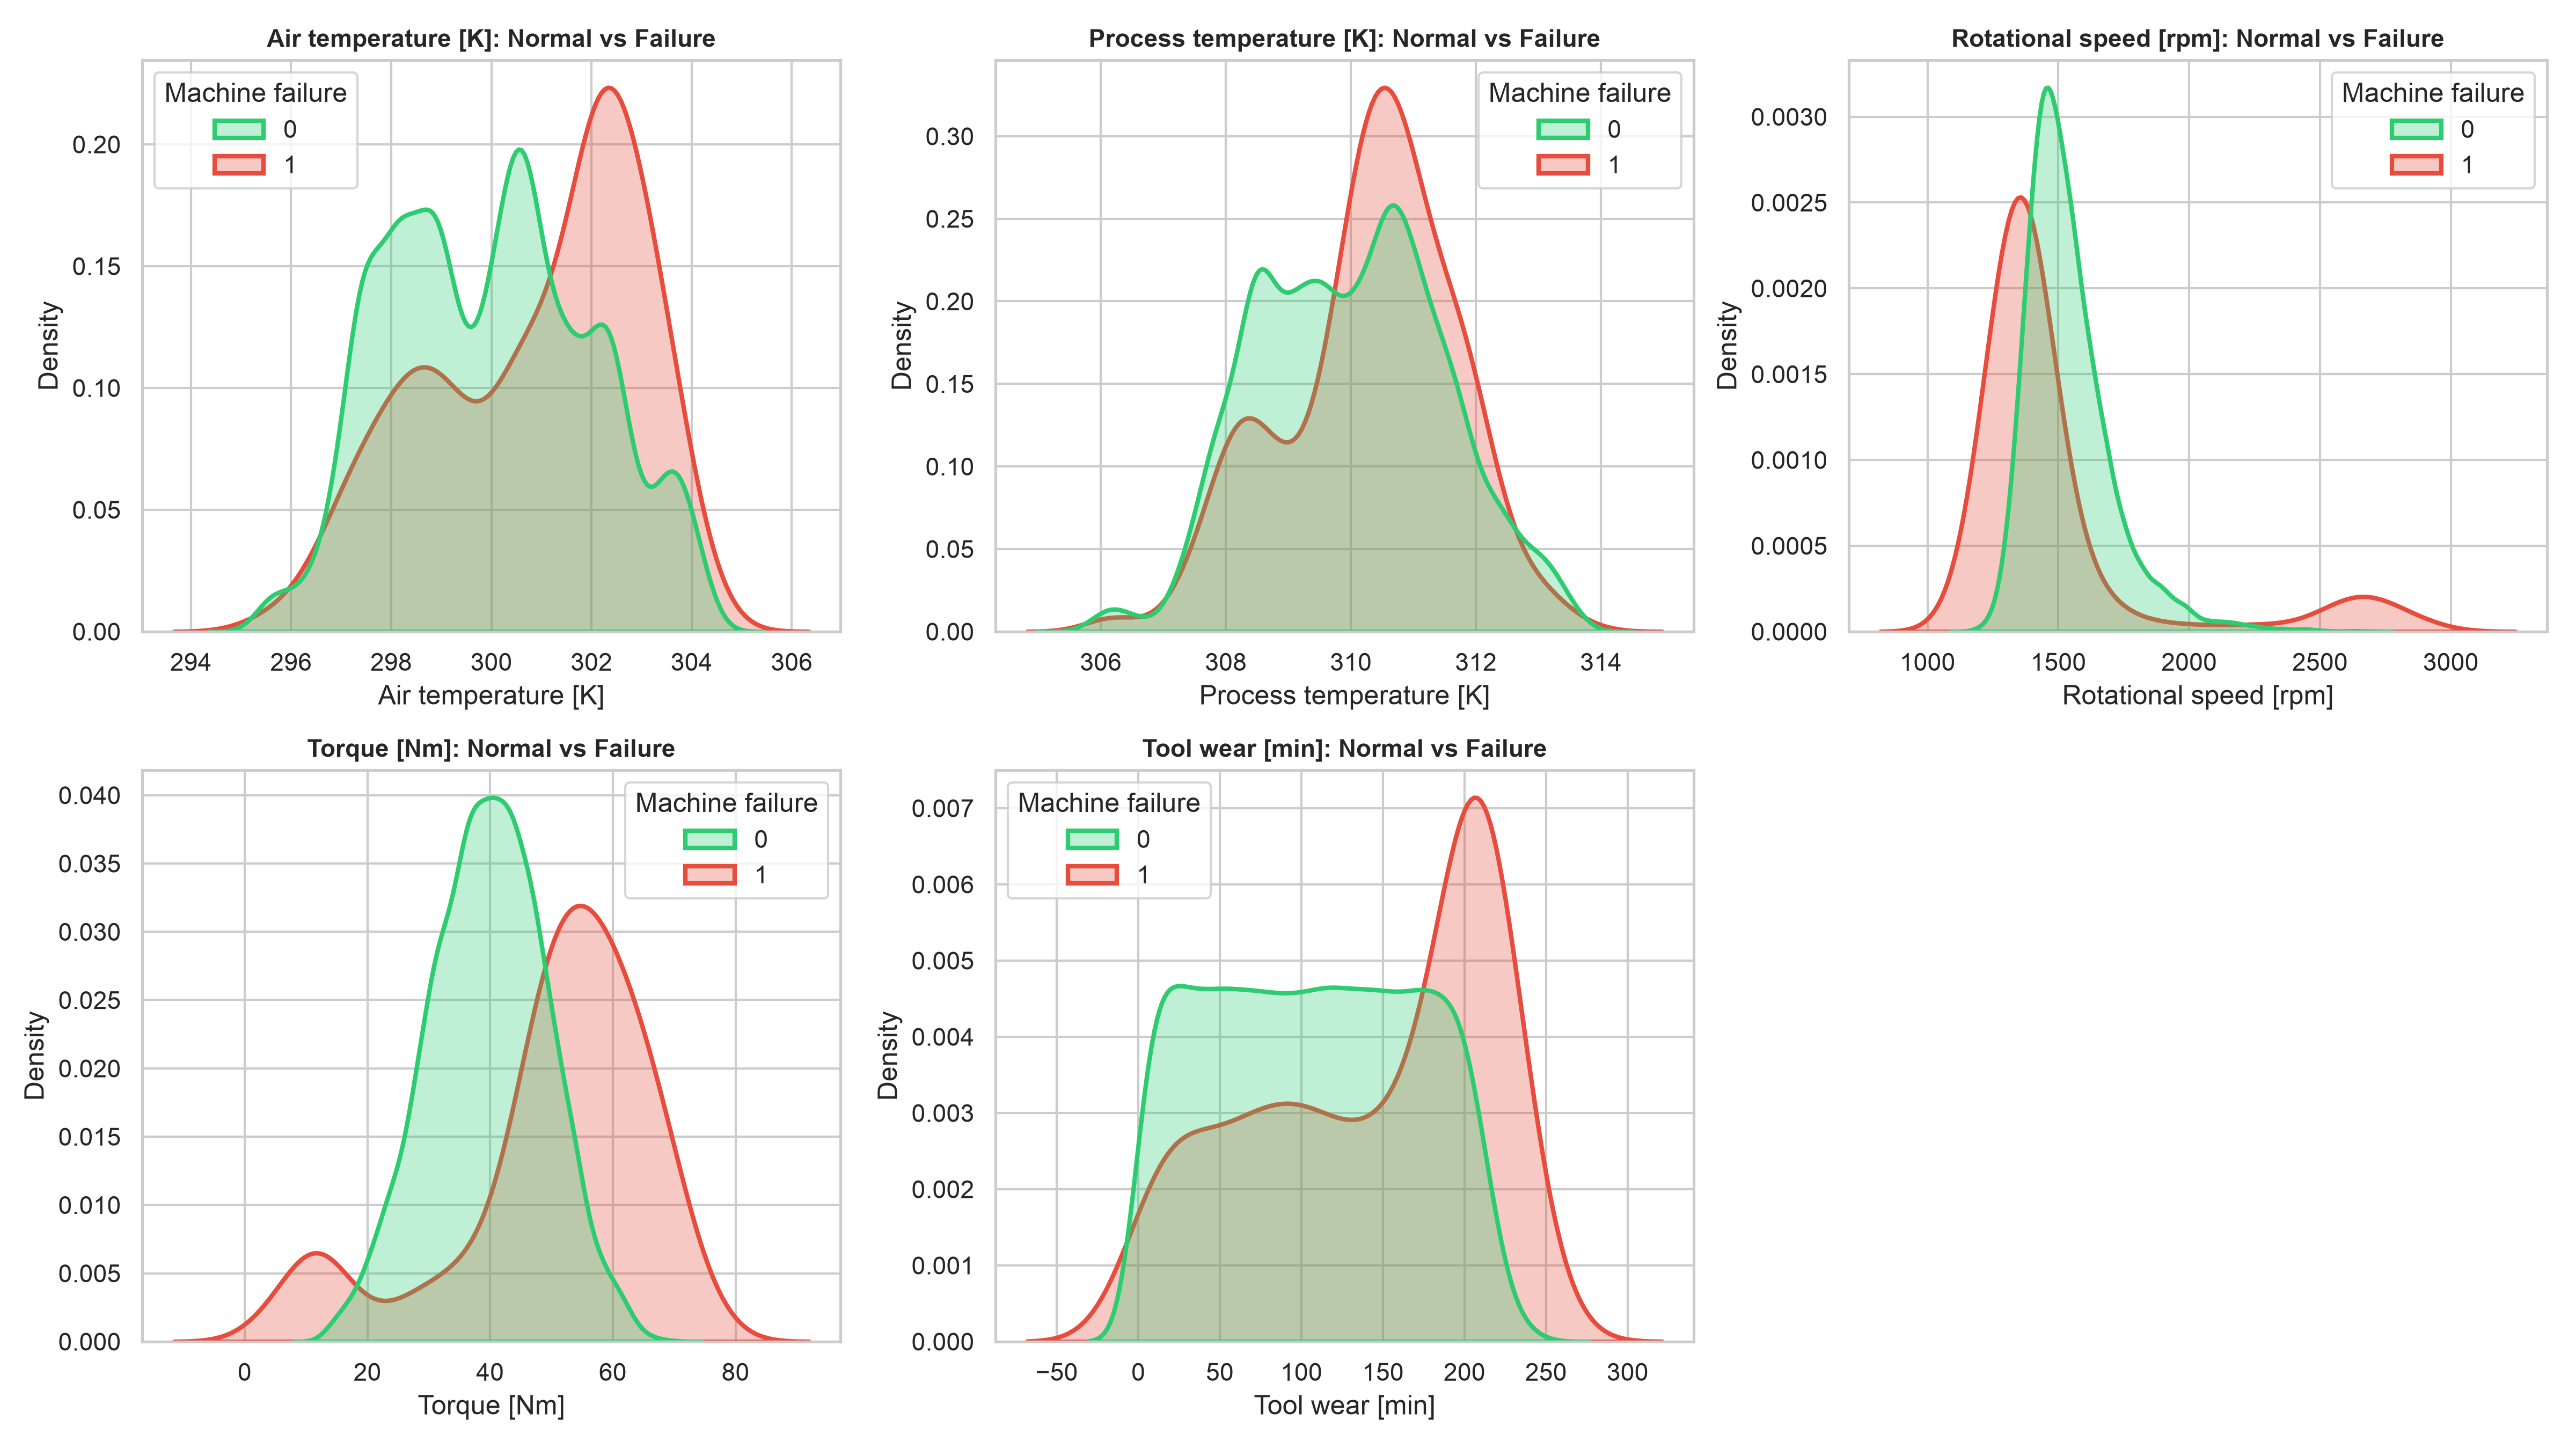 Air temperature [K]: Normal vs Failure
Machine failure
0
1
0.20
0.15
0.10
0.05
0.00
Density
294 296 298 300 302 304 306
Air temperature [K]
Process temperature [K]: Normal vs Failure
Machine failure
0
1
0.30
0.25
0.20
0.15
0.10
0.05
0.00
Density
306 308 310 312 314
Process temperature [K]
Rotational speed [rpm]: Normal vs Failure
Machine failure
0
1
0.0030
0.0025
0.0020
0.0015
0.0010
0.0005
0.0000
Density
1000 1500 2000 2500 3000
Rotational speed [rpm]
Torque [Nm]: Normal vs Failure
Machine failure
0
1
0.040
0.035
0.030
0.025
0.020
0.015
0.010
0.005
0.000
Density
0 20 40 60 80
Torque [Nm]
Tool wear [min]: Normal vs Failure
Machine failure
0
1
0.007
0.006
0.005
0.004
0.003
0.002
0.001
0.000
Density
−50 0 50 100 150 200 250 300
Tool wear [min]